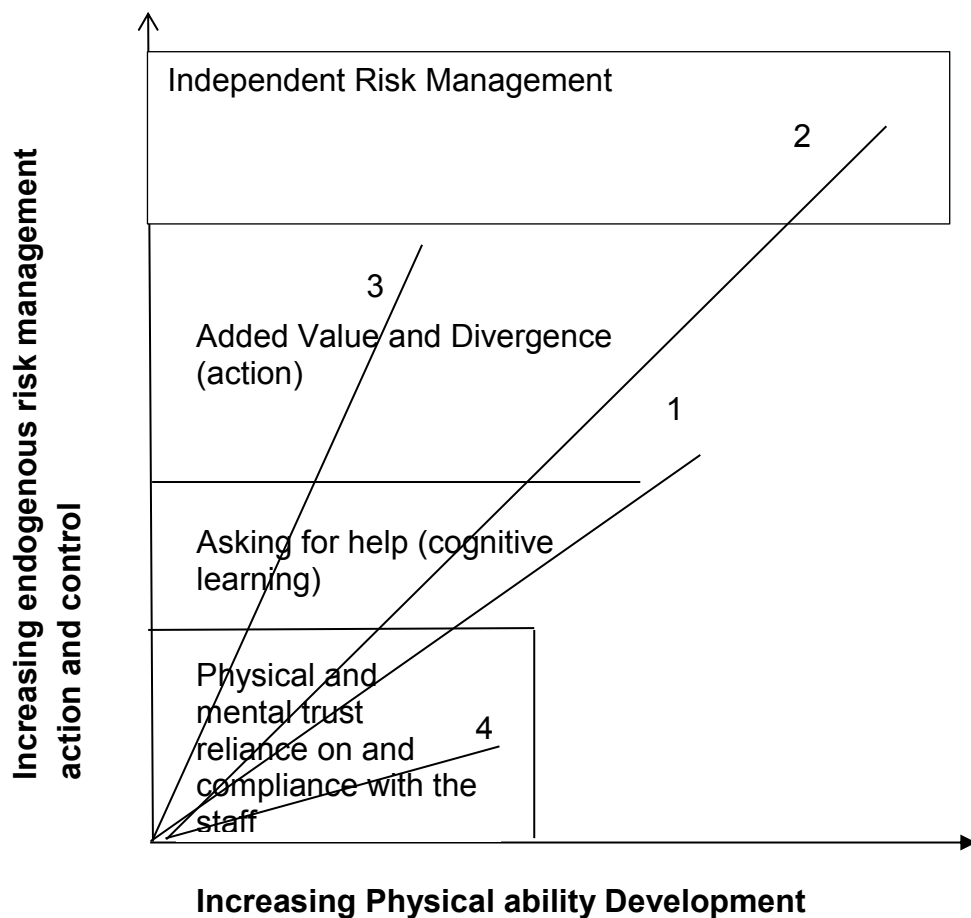 Independent Risk Management
2
3
Added Value and Divergence
(action)
1
Asking for help (cognitive
learning)
Physical and
mental trust
reliance on and
compliance with the
staff
4
Increasing endogenous risk management
action and control
Increasing Physical ability Development